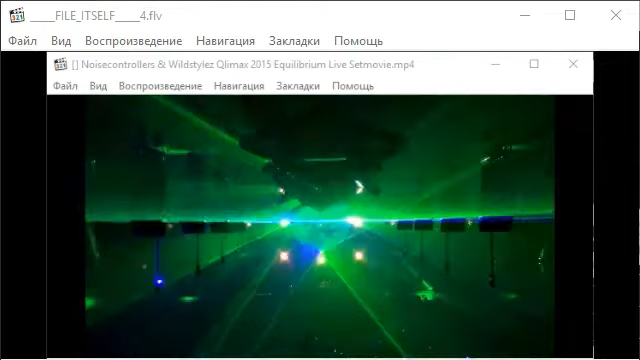 _____FILE_ITSELF_____4.flv
Файл Вид Воспроизведение Навигация Закладки Помощь
[] Noisecontrollers & Wildstylez Qlimax 2015 Equilibrium Live Setmovie.mp4
Файл Вид Воспроизведение Навигация Закладки Помощь